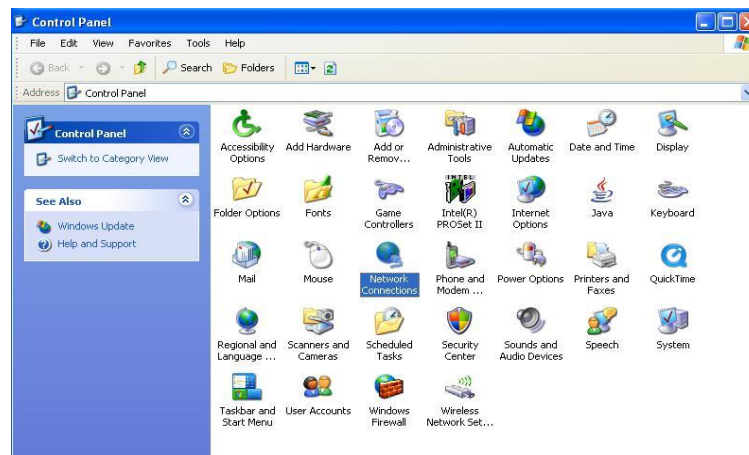 Control Panel
File Edit View Favorites Tools Help
Back Search Folders
Address Control Panel
Control Panel
Switch to Category View
See Also
Windows Update
Help and Support
Accessibility Options
Add Hardware
Add or Remov...
Administrative Tools
Automatic Updates
Date and Time
Display
Folder Options
Fonts
Game Controllers
INTEL
Intel(R) PROSet II
Internet Options
Java
Keyboard
Mail
Mouse
Network Connections
Phone and Modem ...
Power Options
Printers and Faxes
QuickTime
Regional and Language ...
Scanners and Cameras
Scheduled Tasks
Security Center
Sounds and Audio Devices
Speech
System
Taskbar and Start Menu
User Accounts
Windows Firewall
Wireless Network Set...